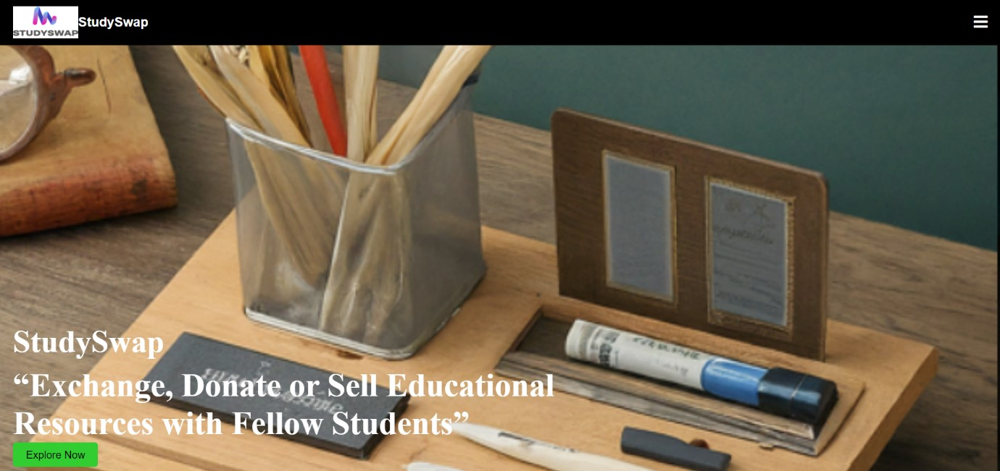 STUDYSWAP
StudySwap
StudySwap
“Exchange, Donate or Sell Educational
Resources with Fellow Students”
Explore Now